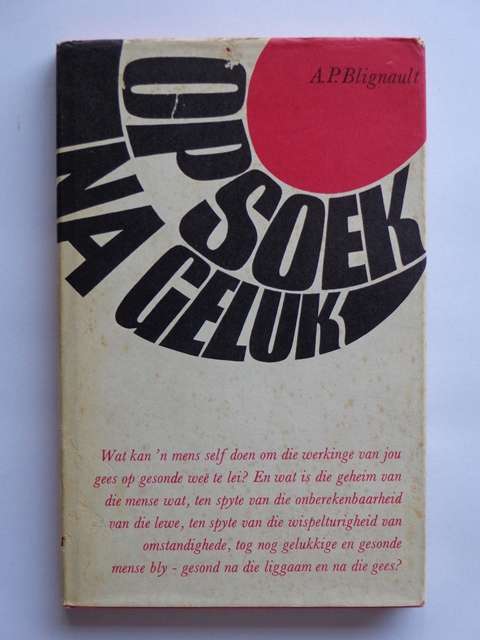 A.P. Blignault
OP SOEK
NA GELUK
Wat kan 'n mens self doen om die werkinge van jou
gees op gesonde weë te lei? En wat is die geheim van
die mense wat, ten spyte van die onberekenbaarheid
van die lewe, ten spyte van die wispelturigheid van
omstandighede, tog nog gelukkige en gesonde
mense bly - gesond na die liggaam en na die gees?